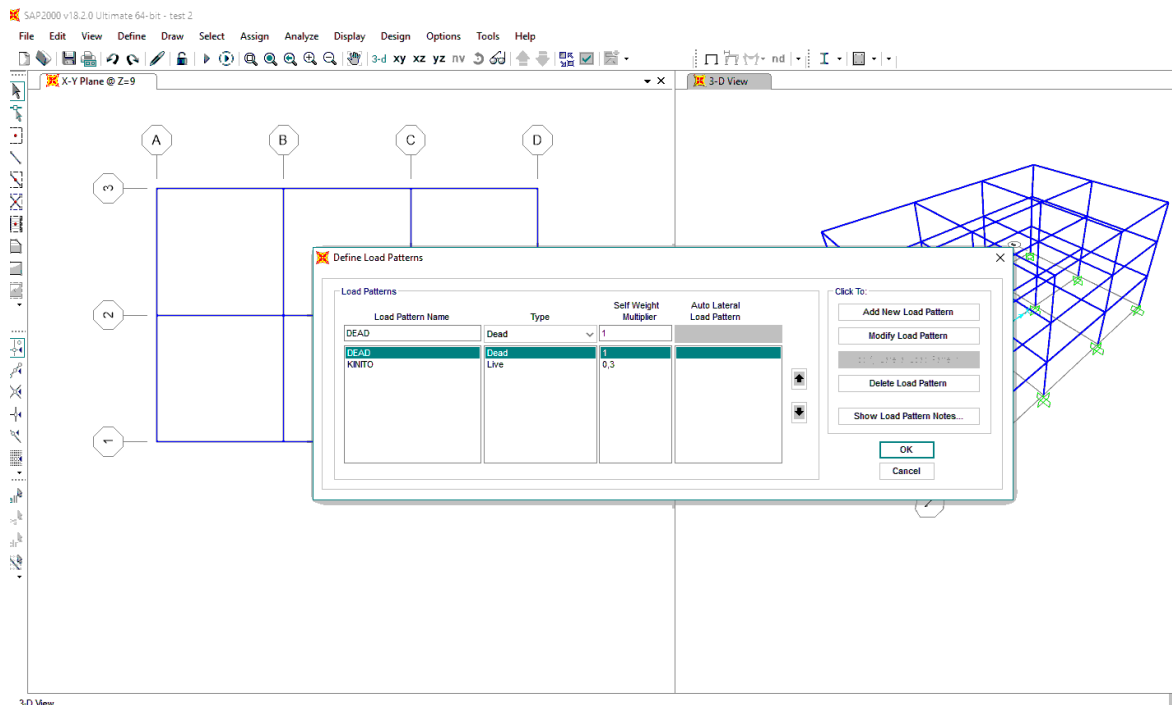 SAP2000 v18.2.0 Ultimate 64-bit - test 2
File Edit View Define Draw Select Assign Analyze Display Design Options Tools Help
3-d xy xz yz nv nd
X-Y Plane @ Z=9
3-D View
A B C D
3
2
1
Define Load Patterns
Load Patterns
Load Pattern Name Type Self Weight Multiplier Auto Lateral Load Pattern
DEAD Dead 1
DEAD Dead 1
KINITO Live 0,3
Click To:
Add New Load Pattern
Modify Load Pattern
Delete Load Pattern
Show Load Pattern Notes...
OK
Cancel
3-D View